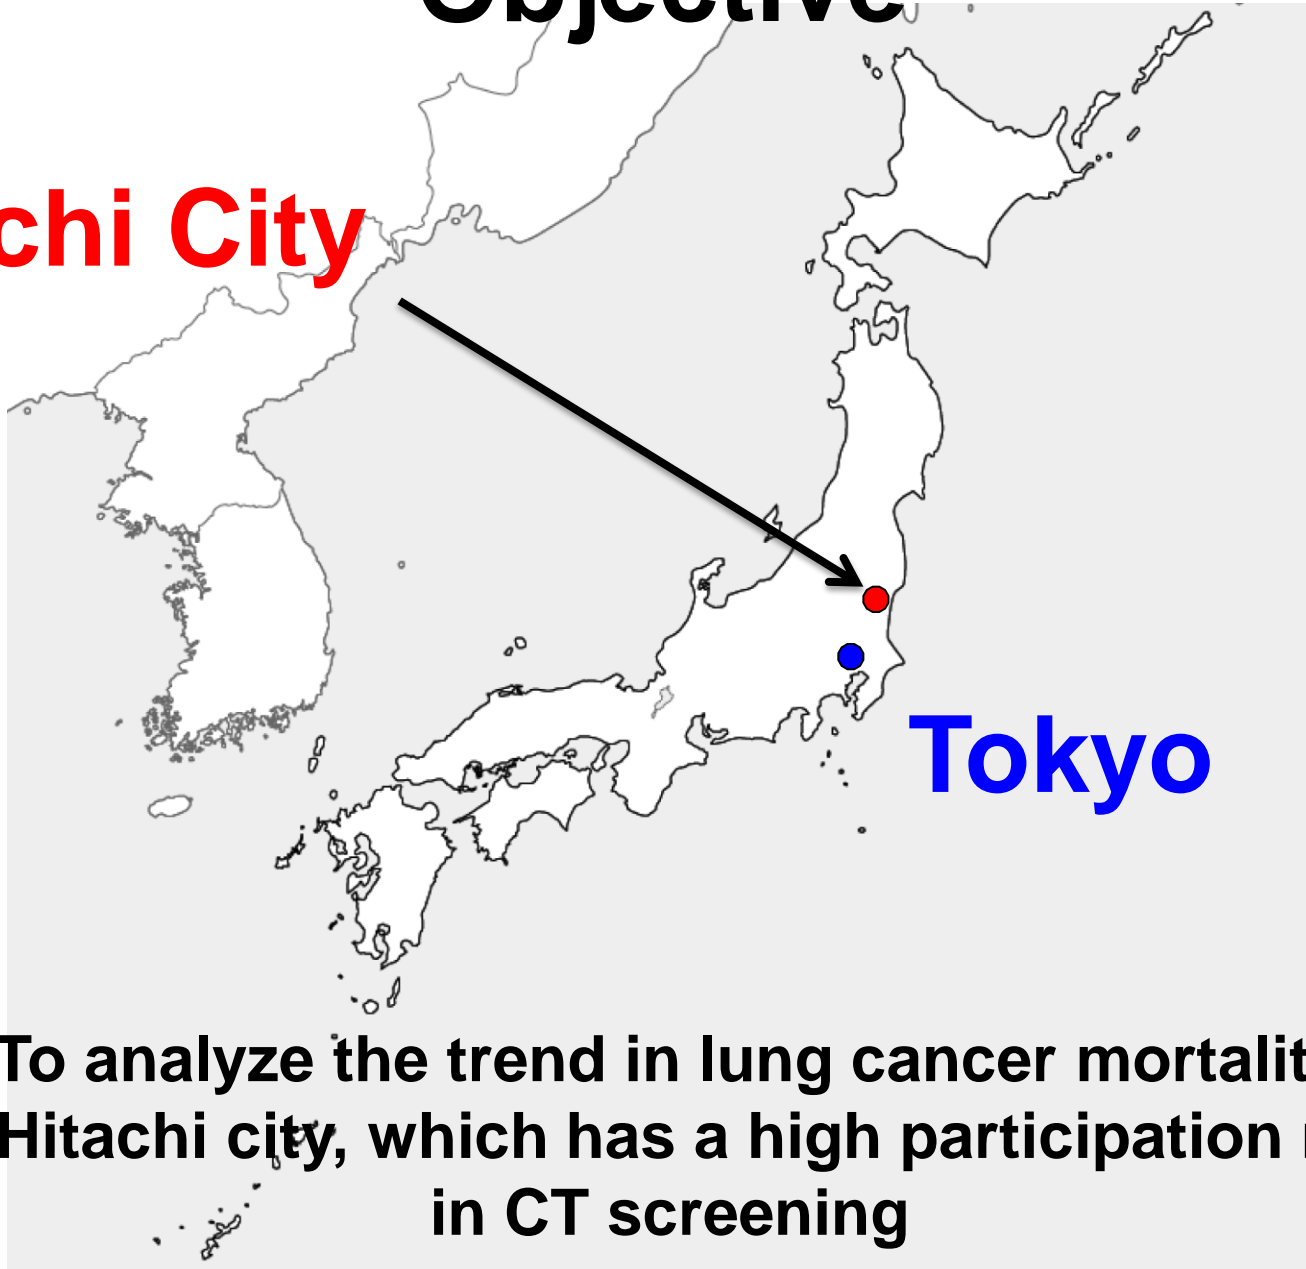 Objective
chi City
Tokyo
To analyze the trend in lung cancer mortalit
Hitachi city, which has a high participation
in CT screening